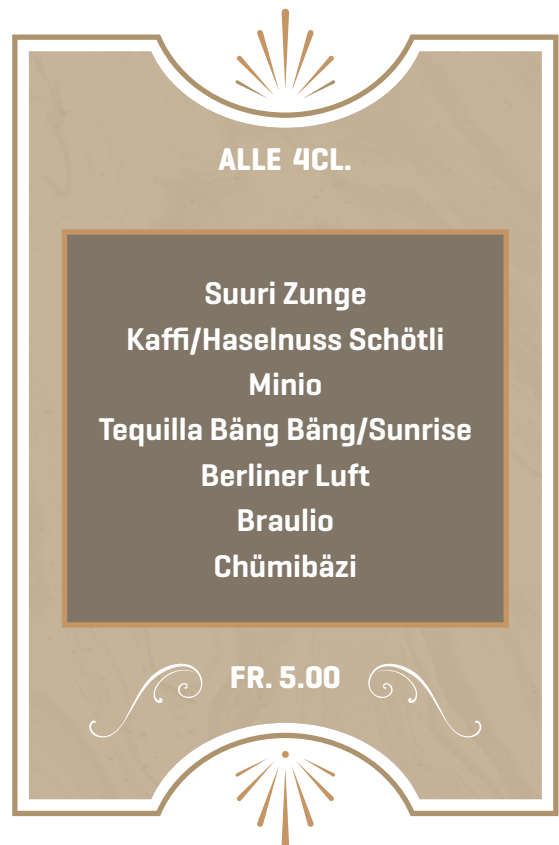 ALLE 4CL.
Suuri Zunge
Kaffi/Haselnuss Schötli
Minio
Tequilla Bäng Bäng/Sunrise
Berliner Luft
Braulio
Chümibäzi
FR. 5.00